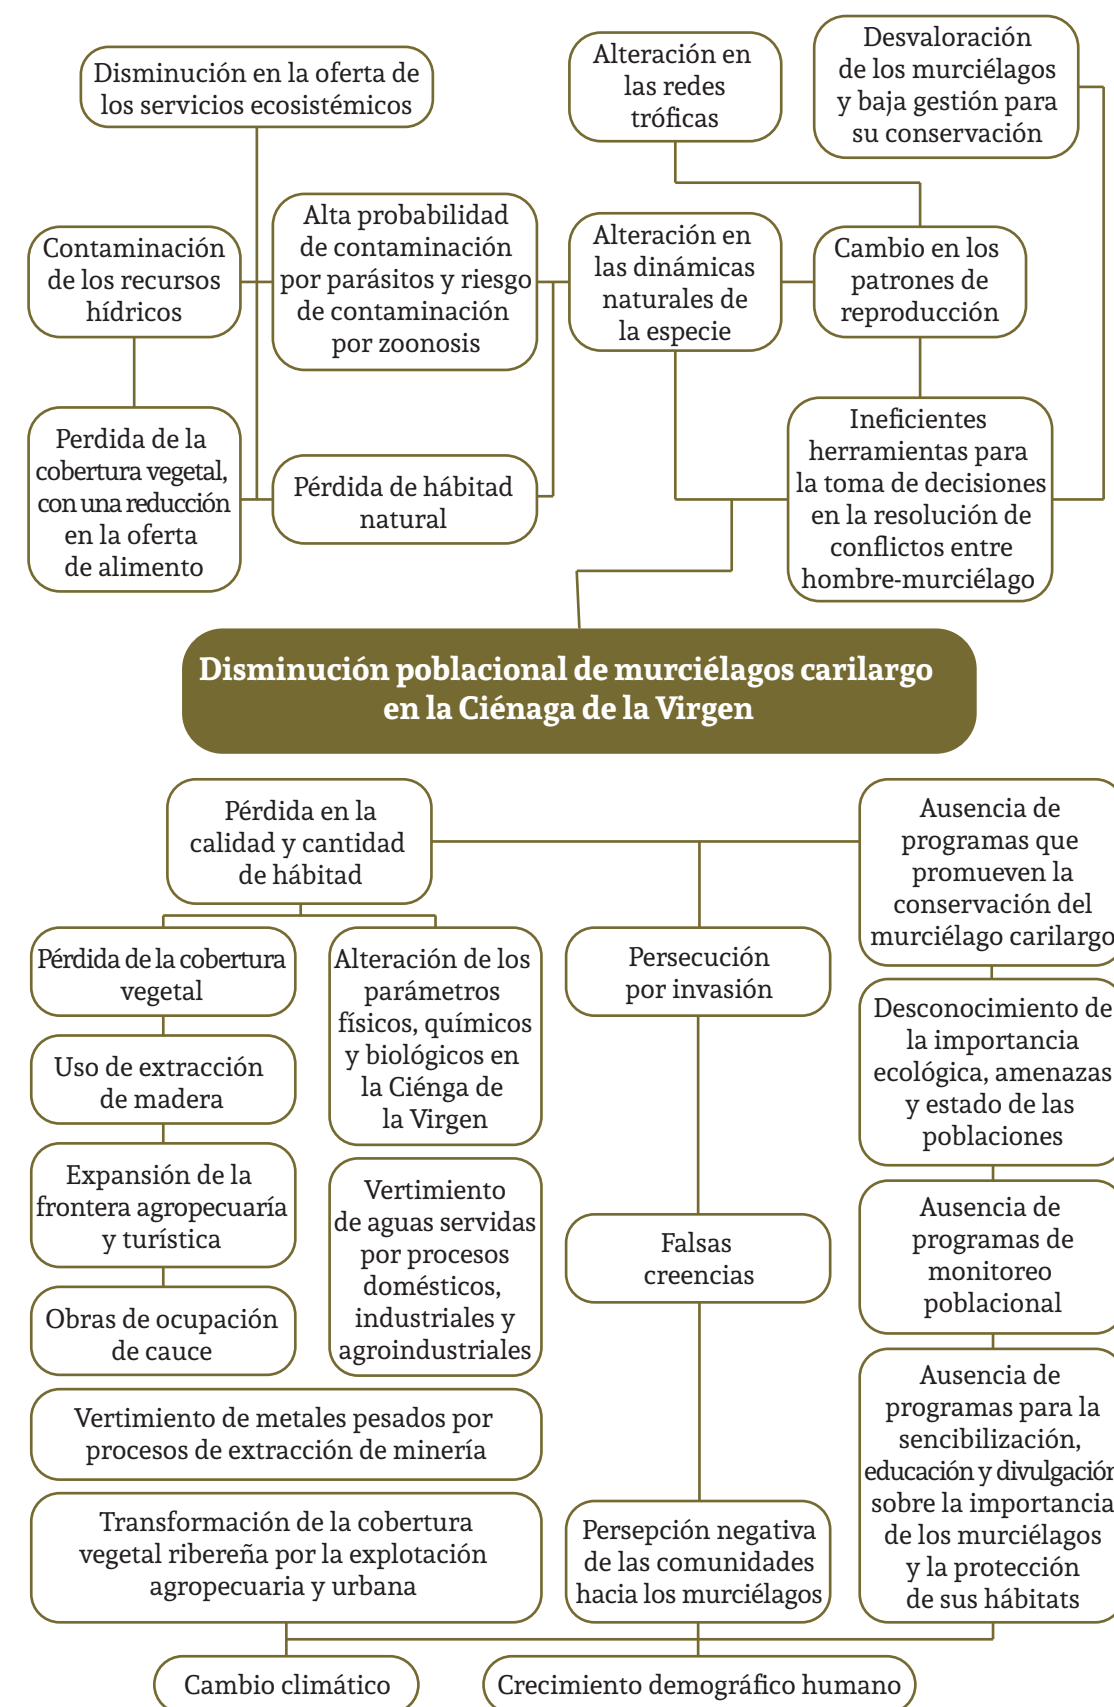 Disminución en la oferta de
los servicios ecosistémicos
Alteración en
las redes
tróficas
Desvaloración
de los murciélagos
y baja gestión para
su conservación
Contaminación
de los recursos
hídricos
Alta probabilidad
de contaminación
por parásitos y riesgo
de contaminación
por zoonosis
Alteración en
las dinámicas
naturales de
la especie
Cambio en los
patrones de
reproducción
Perdida de la
cobertura vegetal,
con una reducción
en la oferta
de alimento
Pérdida de hábitad
natural
Ineficientes
herramientas para
la toma de decisiones
en la resolución de
conflictos entre
hombre-murciélago
Disminución poblacional de murciélagos carilargo
en la Ciénaga de la Virgen
Pérdida en la
calidad y cantidad
de hábitad
Ausencia de
programas que
promueven la
conservación del
murciélago carilargo
Pérdida de la cobertura
vegetal
Alteración de los
parámetros
físicos, químicos
y biológicos en
la Ciénga de
la Virgen
Persecución
por invasión
Desconocimiento de
la importancia
ecológica, amenazas
y estado de las
poblaciones
Uso de extracción
de madera
Expansión de la
frontera agropecuaría
y turística
Vertimiento
de aguas servidas
por procesos
domésticos,
industriales y
agroindustriales
Falsas
creencias
Ausencia de
programas de
monitoreo
poblacional
Obras de ocupación
de cauce
Vertimiento de metales pesados por
procesos de extracción de minería
Ausencia de
programas para la
sencibilización,
educación y divulgación
sobre la importancia
de los murciélagos
y la protección
de sus hábitats
Transformación de la cobertura
vegetal ribereña por la explotación
agropecuaria y urbana
Persepción negativa
de las comunidades
hacia los murciélagos
Cambio climático
Crecimiento demográfico humano